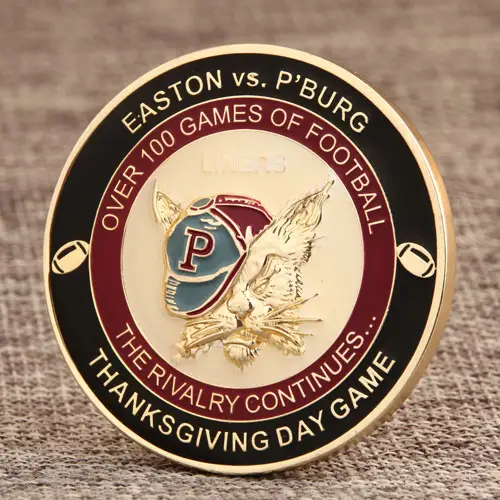 EASTON vs. P'BURG
OVER 100 GAMES OF FOOTBALL
LINERS
P
THE RIVALRY CONTINUES...
THANKSGIVING DAY GAME